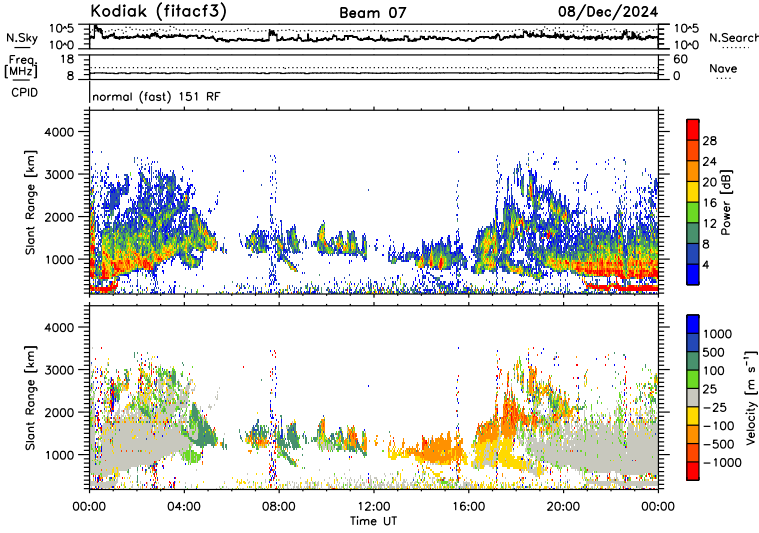 Kodiak (fitacf3) Beam 07 08/Dec/2024
N.Sky 10^5 10^0 10^5 10^0 N.Search
Freq. [MHz] 18 8 60 0 Nave
CPID normal (fast) 151 RF
Slant Range [km] 4000 3000 2000 1000
28 24 20 16 12 8 4 Power [dB]
Slant Range [km] 4000 3000 2000 1000
1000 500 100 25 -25 -100 -500 -1000 Velocity [m s^-1]
00:00 04:00 08:00 12:00 16:00 20:00 00:00
Time UT